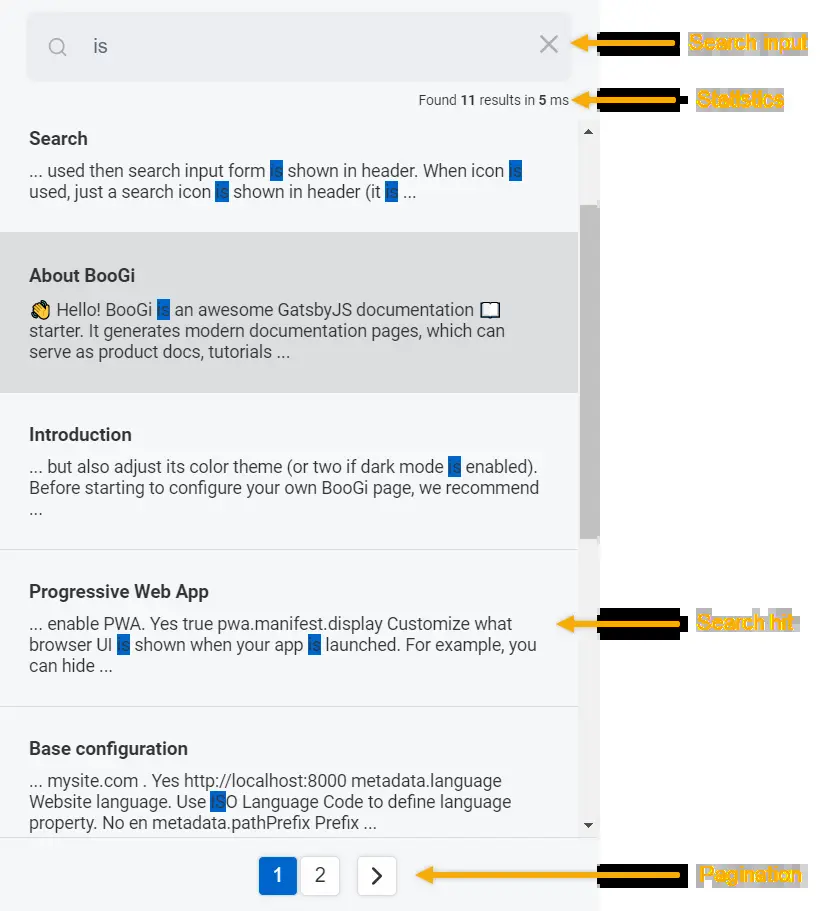 is
Search input
Found 11 results in 5 ms
Statistics
Search
... used then search input form is shown in header. When icon is
used, just a search icon is shown in header (it is ...
About BooGi
👋 Hello! BooGi is an awesome GatsbyJS documentation 📖
starter. It generates modern documentation pages, which can
serve as product docs, tutorials ...
Introduction
... but also adjust its color theme (or two if dark mode is enabled).
Before starting to configure your own BooGi page, we recommend
...
Progressive Web App
... enable PWA. Yes true pwa.manifest.display Customize what
browser UI is shown when your app is launched. For example, you
can hide ...
Search hit
Base configuration
... mysite.com . Yes http://localhost:8000 metadata.language
Website language. Use ISO Language Code to define language
property. No en metadata.pathPrefix Prefix ...
1 2
Pagination